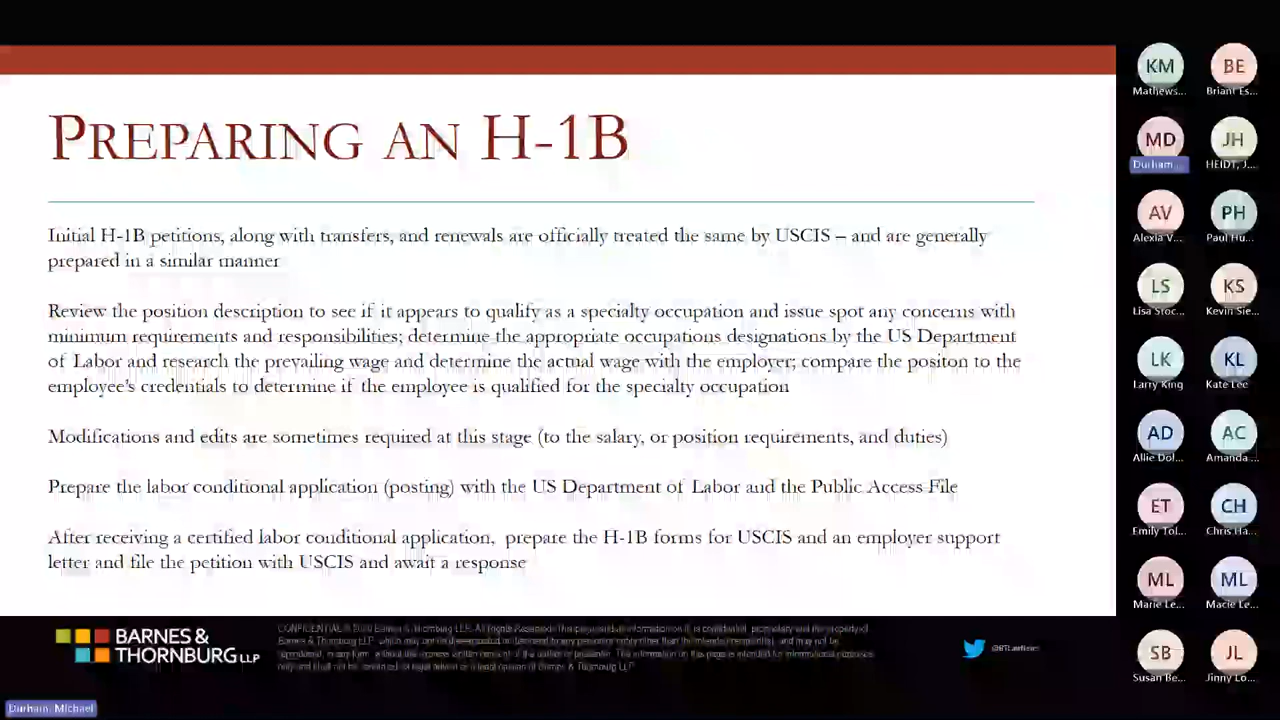 PREPARING AN H-1B
Initial H-1B petitions, along with transfers, and renewals are officially treated the same by USCIS – and are generally
prepared in a similar manner
Review the position description to see if it appears to qualify as a specialty occupation and issue spot any concerns with
minimum requirements and responsibilities; determine the appropriate occupations designations by the US Department
of Labor and research the prevailing wage and determine the actual wage with the employer; compare the positon to the
employee's credentials to determine if the employee is qualified for the specialty occupation
Modifications and edits are sometimes required at this stage (to the salary, or position requirements, and duties)
Prepare the labor conditional application (posting) with the US Department of Labor and the Public Access File
After receiving a certified labor conditional application, prepare the H-1B forms for USCIS and an employer support
letter and file the petition with USCIS and await a response
BARNES &
THORNBURG LLP
Durham, Michael
KM
Mathews...
BE
Briant Es...
MD
Durham...
JH
HEIDT, J...
AV
Alexia V...
PH
Paul Hu...
LS
Lisa Stoc...
KS
Kevin Sie...
LK
Larry King
KL
Kate Lee
AD
Allie Dol...
AC
Amanda ...
ET
Emily Tol...
CH
Chris Ha...
ML
Marie Le...
ML
Macie Le...
SB
Susan Be...
JL
Jinny Lo...